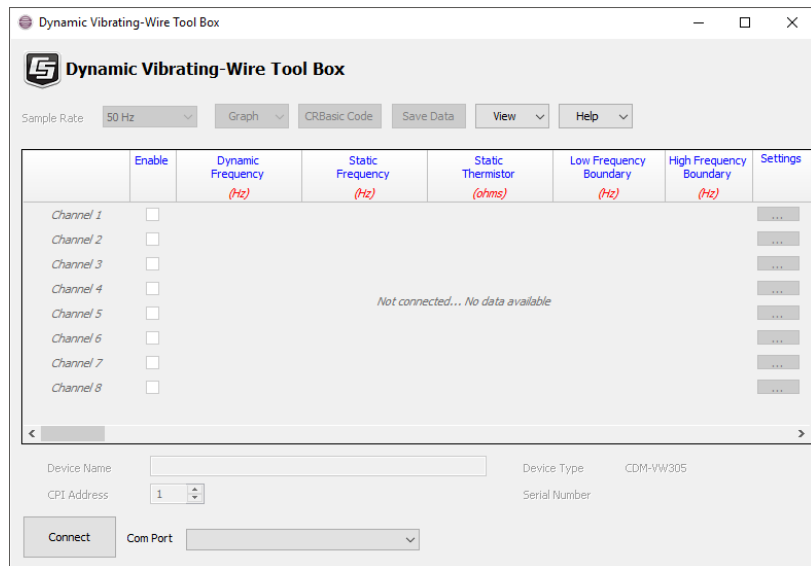 Dynamic Vibrating-Wire Tool Box
Dynamic Vibrating-Wire Tool Box
Sample Rate 50 Hz Graph CRBasic Code Save Data View Help
Enable Dynamic Frequency (Hz) Static Frequency (Hz) Static Thermistor (ohms) Low Frequency Boundary (Hz) High Frequency Boundary (Hz) Settings
Channel 1 ...
Channel 2 ...
Channel 3 ...
Channel 4 ...
Not connected... No data available
Channel 5 ...
Channel 6 ...
Channel 7 ...
Channel 8 ...
Device Name Device Type CDM-VW305
CPI Address 1 Serial Number
Connect Com Port